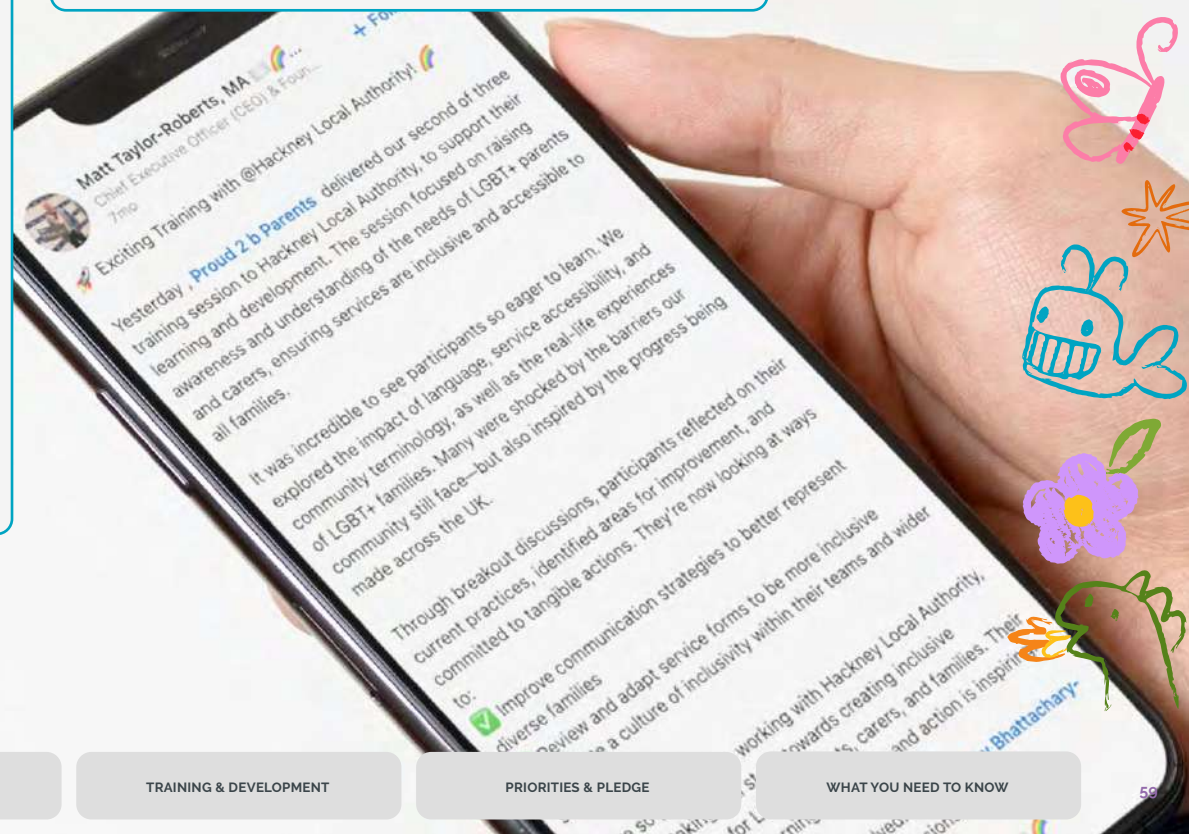 + Fol
Matt Taylor-Roberts, MA
Chief Executive Officer (CEO) & Foun...
7mo
🚀 Exciting Training with @Hackney Local Authority! 🌈
Yesterday , Proud 2 b Parents delivered our second of three
training session to Hackney Local Authority, to support their
learning and development. The session focused on raising
awareness and understanding of the needs of LGBT+ parents
and carers, ensuring services are inclusive and accessible to
all families.
It was incredible to see participants so eager to learn. We
explored the impact of language, service accessibility, and
community terminology, as well as the real-life experiences
of LGBT+ families. Many were shocked by the barriers our
community still face—but also inspired by the progress being
made across the UK.
Through breakout discussions, participants reflected on their
current practices, identified areas for improvement, and
committed to tangible actions. They're now looking at ways
to:
✅ Improve communication strategies to better represent
diverse families
Review and adapt service forms to be more inclusive
a culture of inclusivity within their teams and wider
working with Hackney Local Authority,
towards creating inclusive
carers, and families. Their
and action is inspiring
Bhattachary-
TRAINING & DEVELOPMENT
PRIORITIES & PLEDGE
WHAT YOU NEED TO KNOW
59